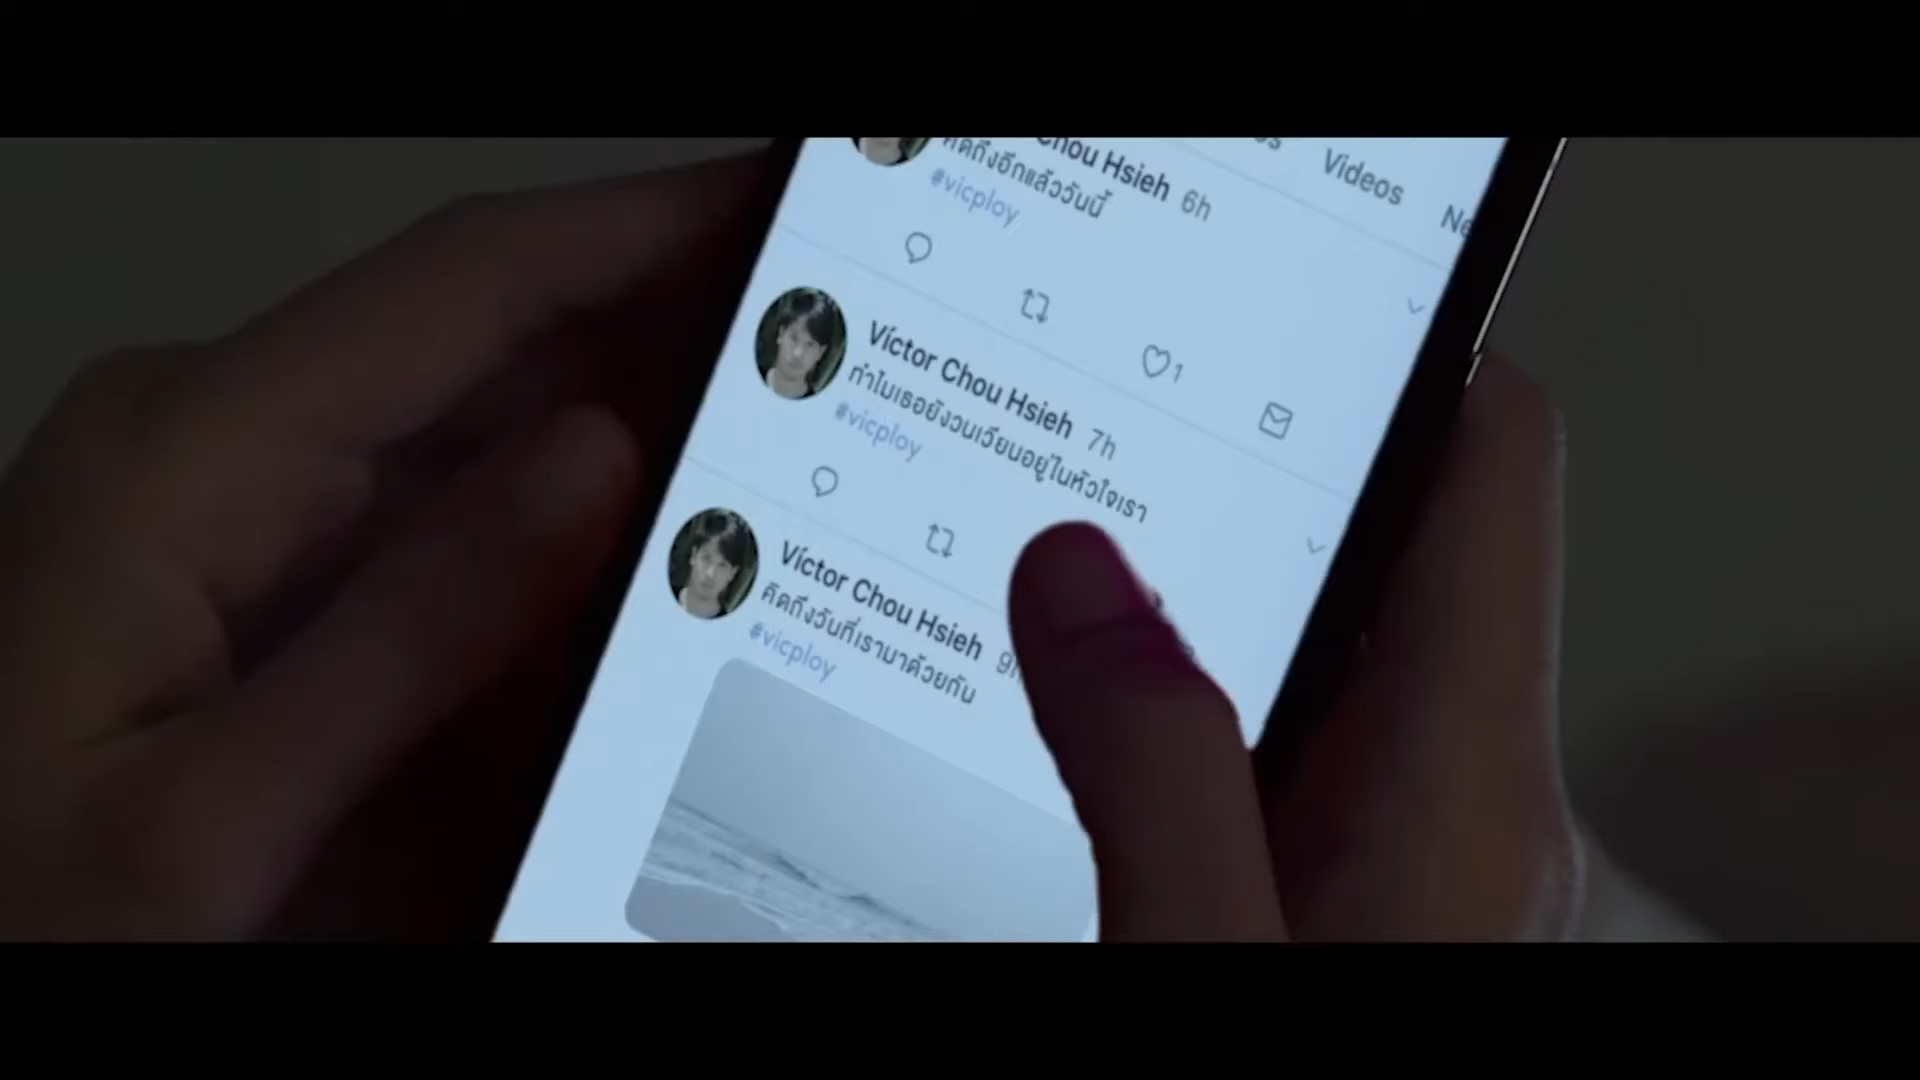 Videos
Chou Hsieh 6h
คิดถึงอีกแล้ววันนี้
#vicploy
1
Víctor Chou Hsieh 7h
ทำไมเธอยังวนเวียนอยู่ในหัวใจเรา
#vicploy
Víctor Chou Hsieh
คิดถึงวันที่เรามาด้วยกัน
#vicploy